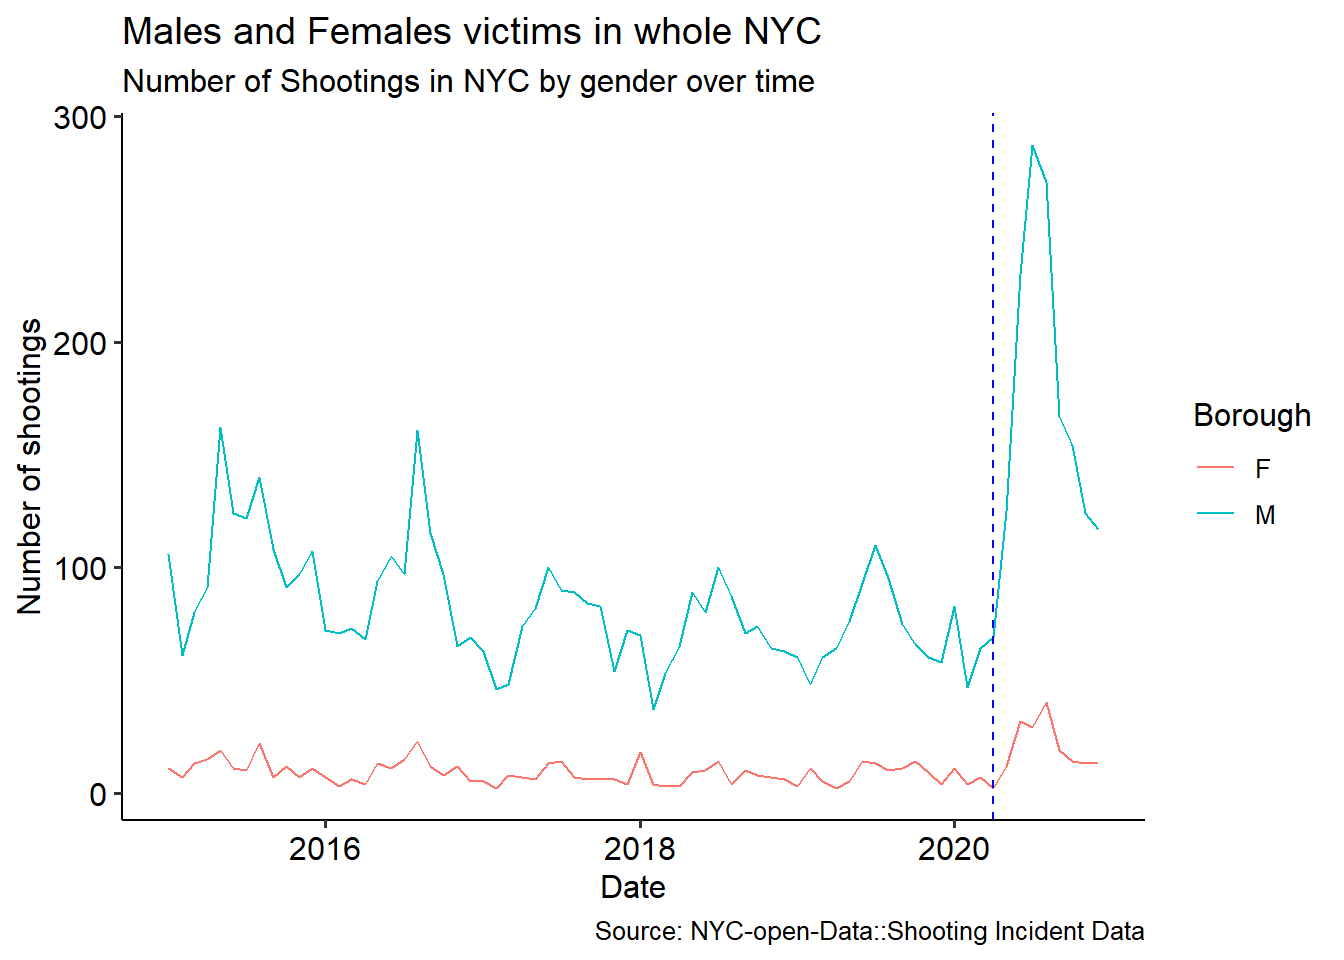 Males and Females victims in whole NYC
Number of Shootings in NYC by gender over time
300
200
100
0
Number of shootings
2016
2018
2020
Date
Borough
F
M
Source: NYC-open-Data::Shooting Incident Data